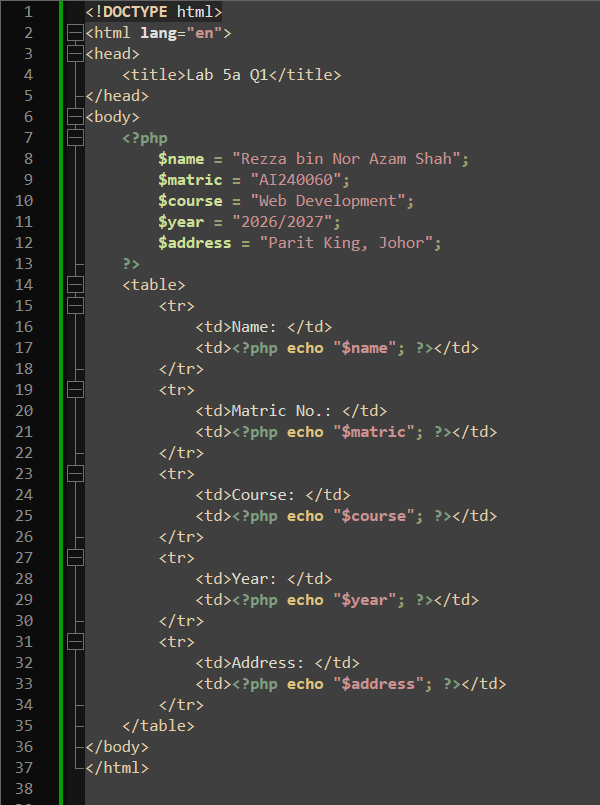 1 <!DOCTYPE html>
2 <html lang="en">
3 <head>
4     <title>Lab 5a Q1</title>
5 </head>
6 <body>
7     <?php
8         $name = "Rezza bin Nor Azam Shah";
9         $matric = "AI240060";
10         $course = "Web Development";
11         $year = "2026/2027";
12         $address = "Parit King, Johor";
13     ?>
14     <table>
15         <tr>
16             <td>Name: </td>
17             <td><?php echo "$name"; ?></td>
18         </tr>
19         <tr>
20             <td>Matric No.: </td>
21             <td><?php echo "$matric"; ?></td>
22         </tr>
23         <tr>
24             <td>Course: </td>
25             <td><?php echo "$course"; ?></td>
26         </tr>
27         <tr>
28             <td>Year: </td>
29             <td><?php echo "$year"; ?></td>
30         </tr>
31         <tr>
32             <td>Address: </td>
33             <td><?php echo "$address"; ?></td>
34         </tr>
35     </table>
36 </body>
37 </html>
38